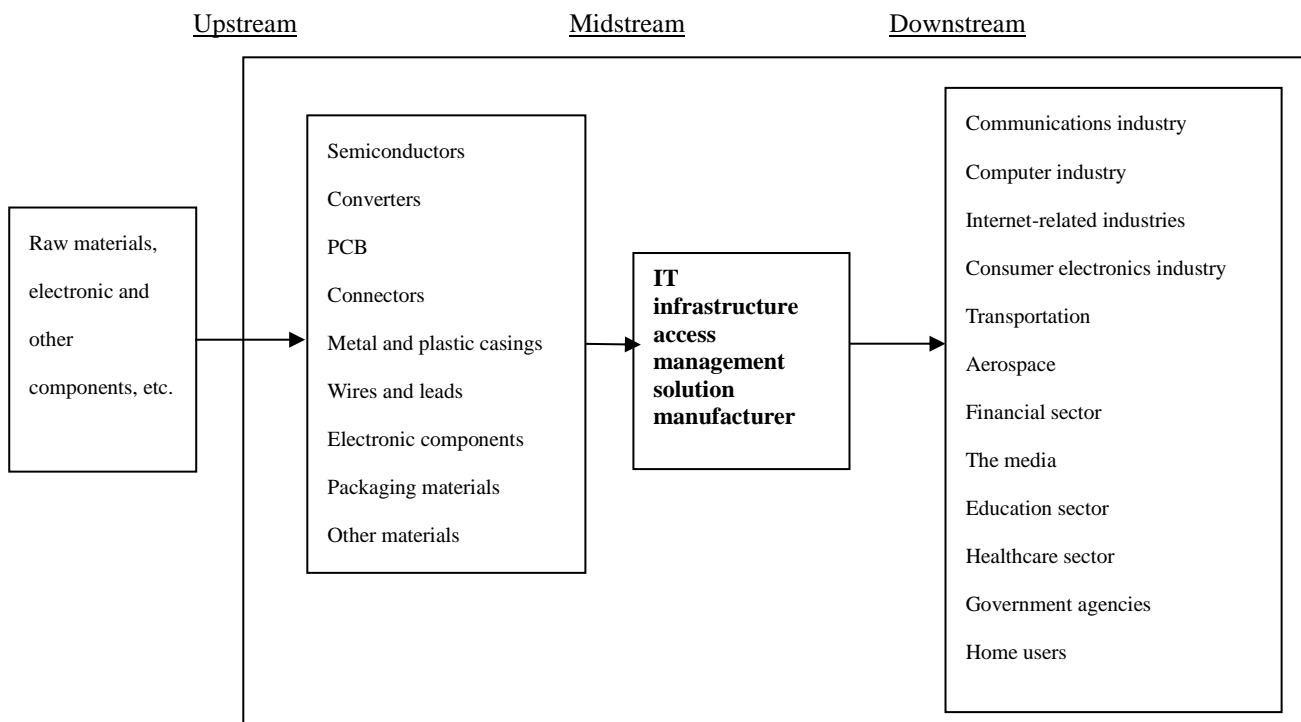 Upstream
Midstream
Downstream
Raw materials,
electronic and
other
components, etc.
Semiconductors
Converters
PCB
Connectors
Metal and plastic casings
Wires and leads
Electronic components
Packaging materials
Other materials
IT
infrastructure
access
management
solution
manufacturer
Communications industry
Computer industry
Internet-related industries
Consumer electronics industry
Transportation
Aerospace
Financial sector
The media
Education sector
Healthcare sector
Government agencies
Home users